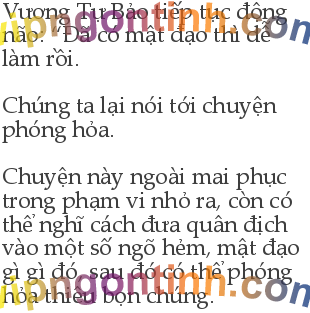 Vương Tư Bảo tiếp tục động
não. “Đã có mật đạo thì dễ
làm rồi.
Chúng ta lại nói tới chuyện
phóng hỏa.
Chuyện này ngoài mai phục
trong phạm vi nhỏ ra, còn có
thể nghĩ cách đưa quân địch
vào một số ngõ hẻm, mật đạo
gì gì đó, sau đó có thể phóng
hỏa thiêu bọn chúng.